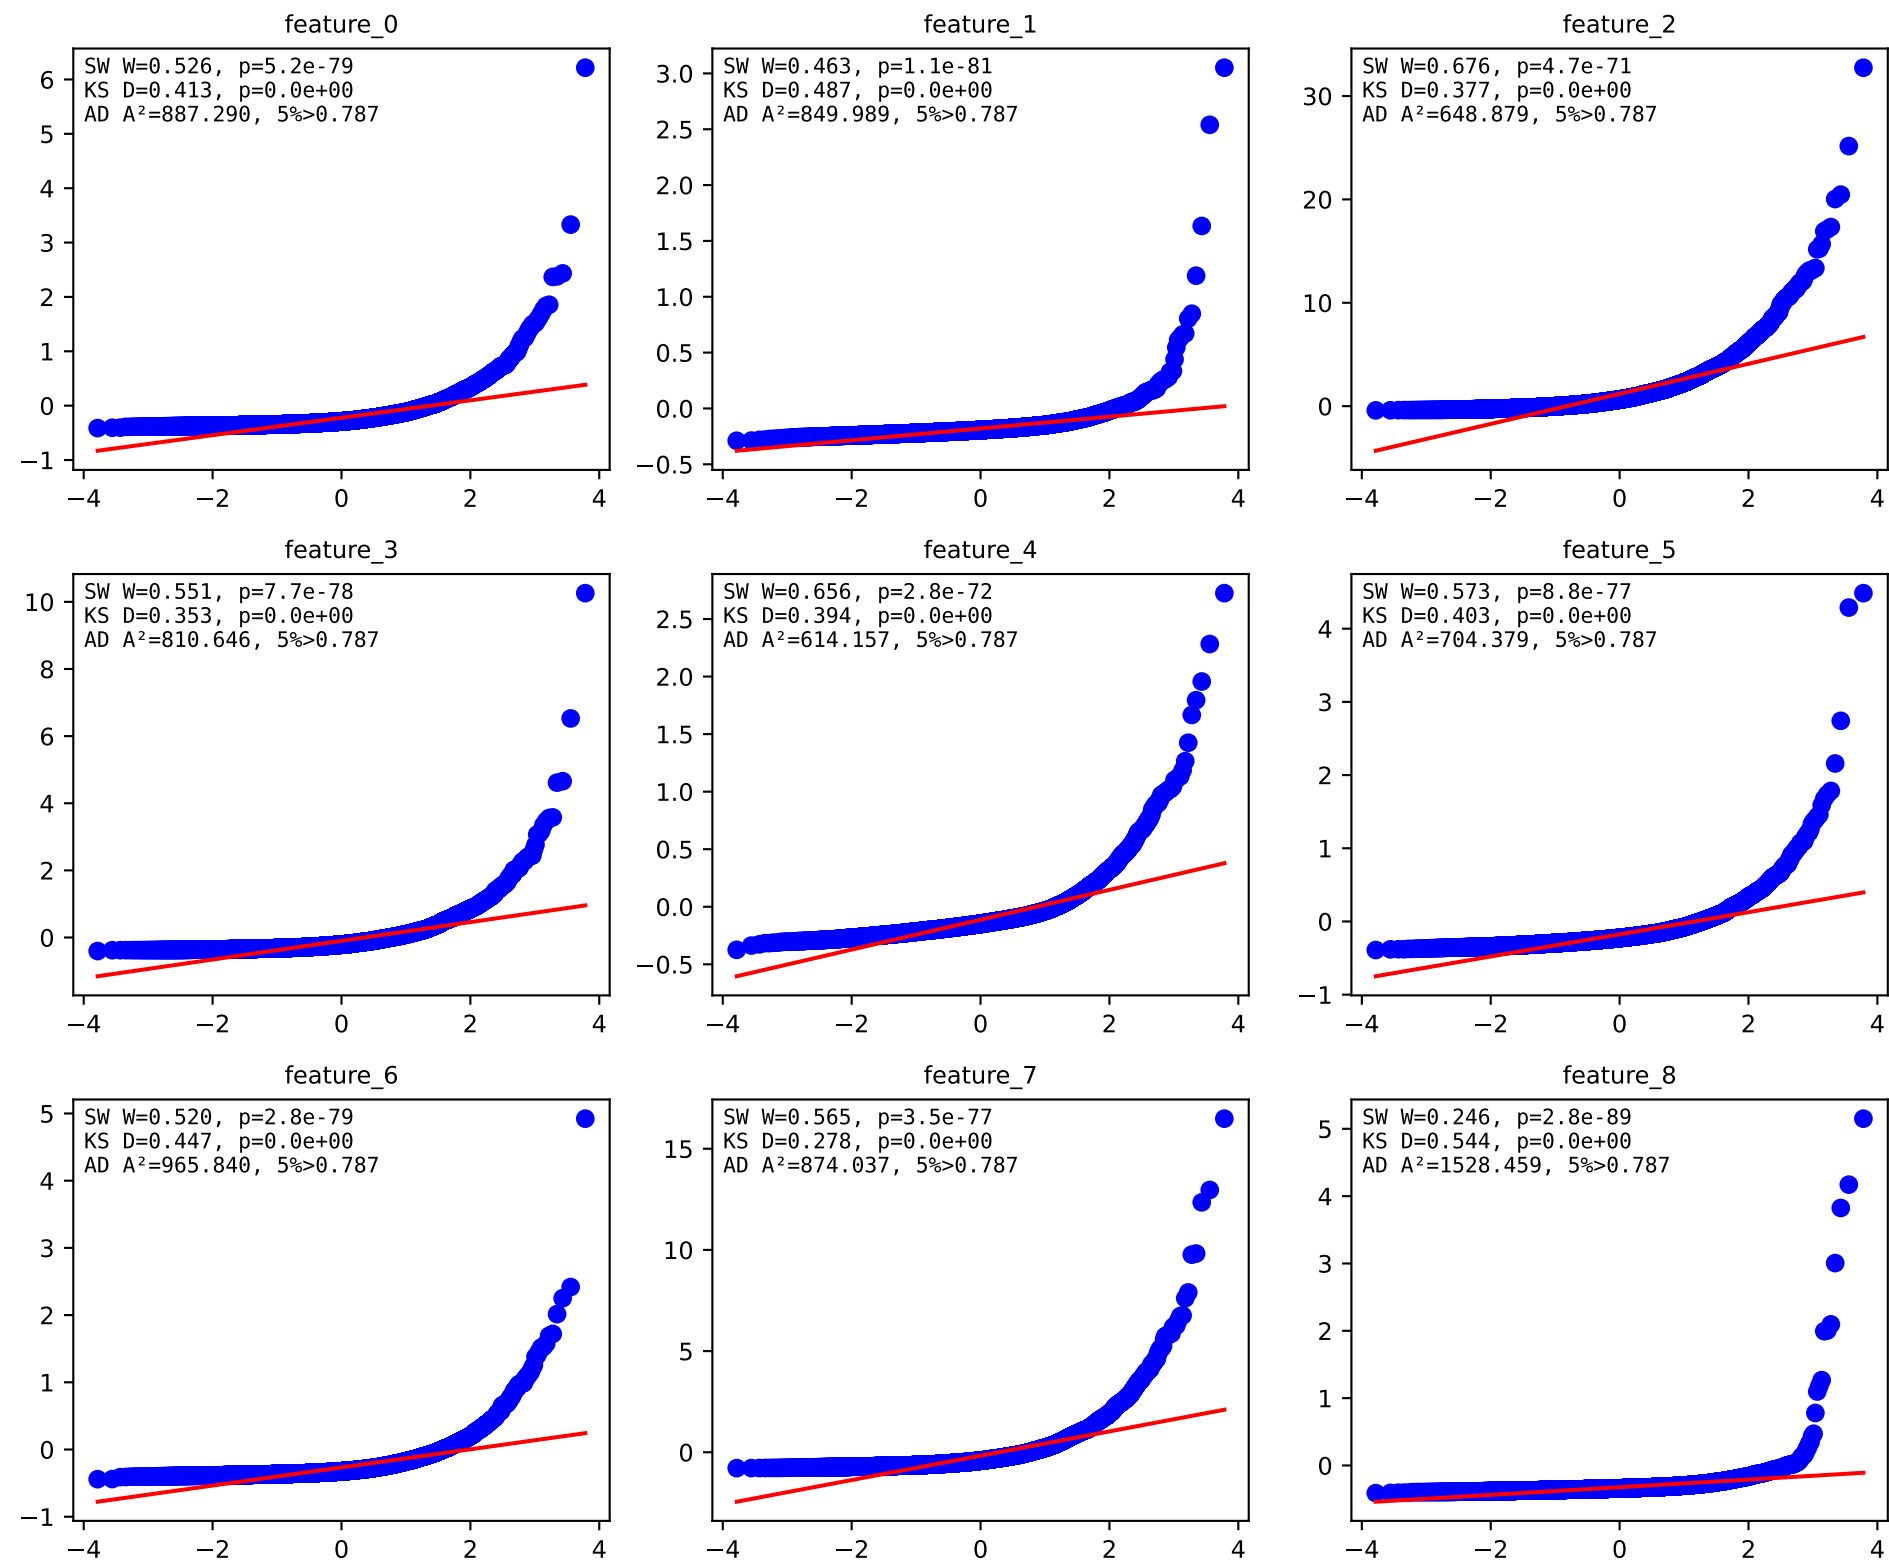 feature_0
SW W=0.526, p=5.2e-79
KS D=0.413, p=0.0e+00
AD A²=887.290, 5%>0.787
6
5
4
3
2
1
0
−1
−4 −2 0 2 4
feature_1
SW W=0.463, p=1.1e-81
KS D=0.487, p=0.0e+00
AD A²=849.989, 5%>0.787
3.0
2.5
2.0
1.5
1.0
0.5
0.0
−0.5
−4 −2 0 2 4
feature_2
SW W=0.676, p=4.7e-71
KS D=0.377, p=0.0e+00
AD A²=648.879, 5%>0.787
30
20
10
0
−4 −2 0 2 4
feature_3
SW W=0.551, p=7.7e-78
KS D=0.353, p=0.0e+00
AD A²=810.646, 5%>0.787
10
8
6
4
2
0
−4 −2 0 2 4
feature_4
SW W=0.656, p=2.8e-72
KS D=0.394, p=0.0e+00
AD A²=614.157, 5%>0.787
2.5
2.0
1.5
1.0
0.5
0.0
−0.5
−4 −2 0 2 4
feature_5
SW W=0.573, p=8.8e-77
KS D=0.403, p=0.0e+00
AD A²=704.379, 5%>0.787
4
3
2
1
0
−1
−4 −2 0 2 4
feature_6
SW W=0.520, p=2.8e-79
KS D=0.447, p=0.0e+00
AD A²=965.840, 5%>0.787
5
4
3
2
1
0
−1
−4 −2 0 2 4
feature_7
SW W=0.565, p=3.5e-77
KS D=0.278, p=0.0e+00
AD A²=874.037, 5%>0.787
15
10
5
0
−4 −2 0 2 4
feature_8
SW W=0.246, p=2.8e-89
KS D=0.544, p=0.0e+00
AD A²=1528.459, 5%>0.787
5
4
3
2
1
0
−4 −2 0 2 4